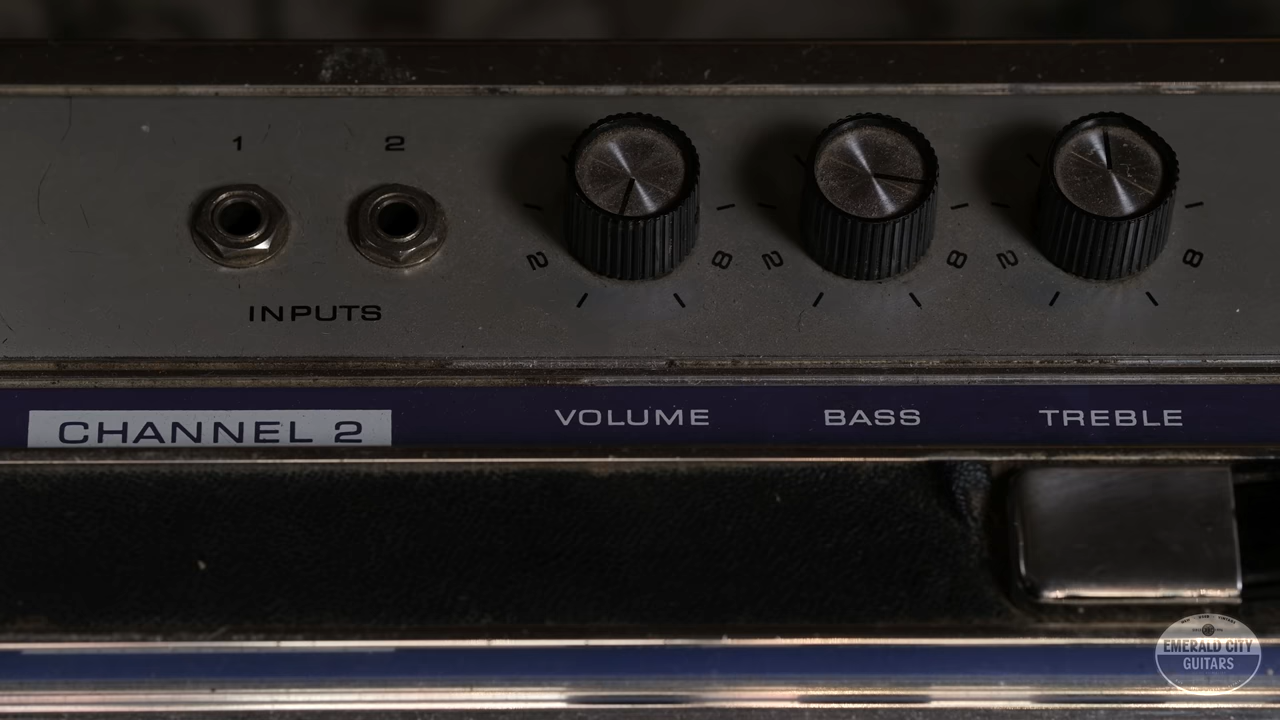 1 2
2 8 2 8 2 8
INPUTS
CHANNEL 2 VOLUME BASS TREBLE
EMERALD CITY
GUITARS